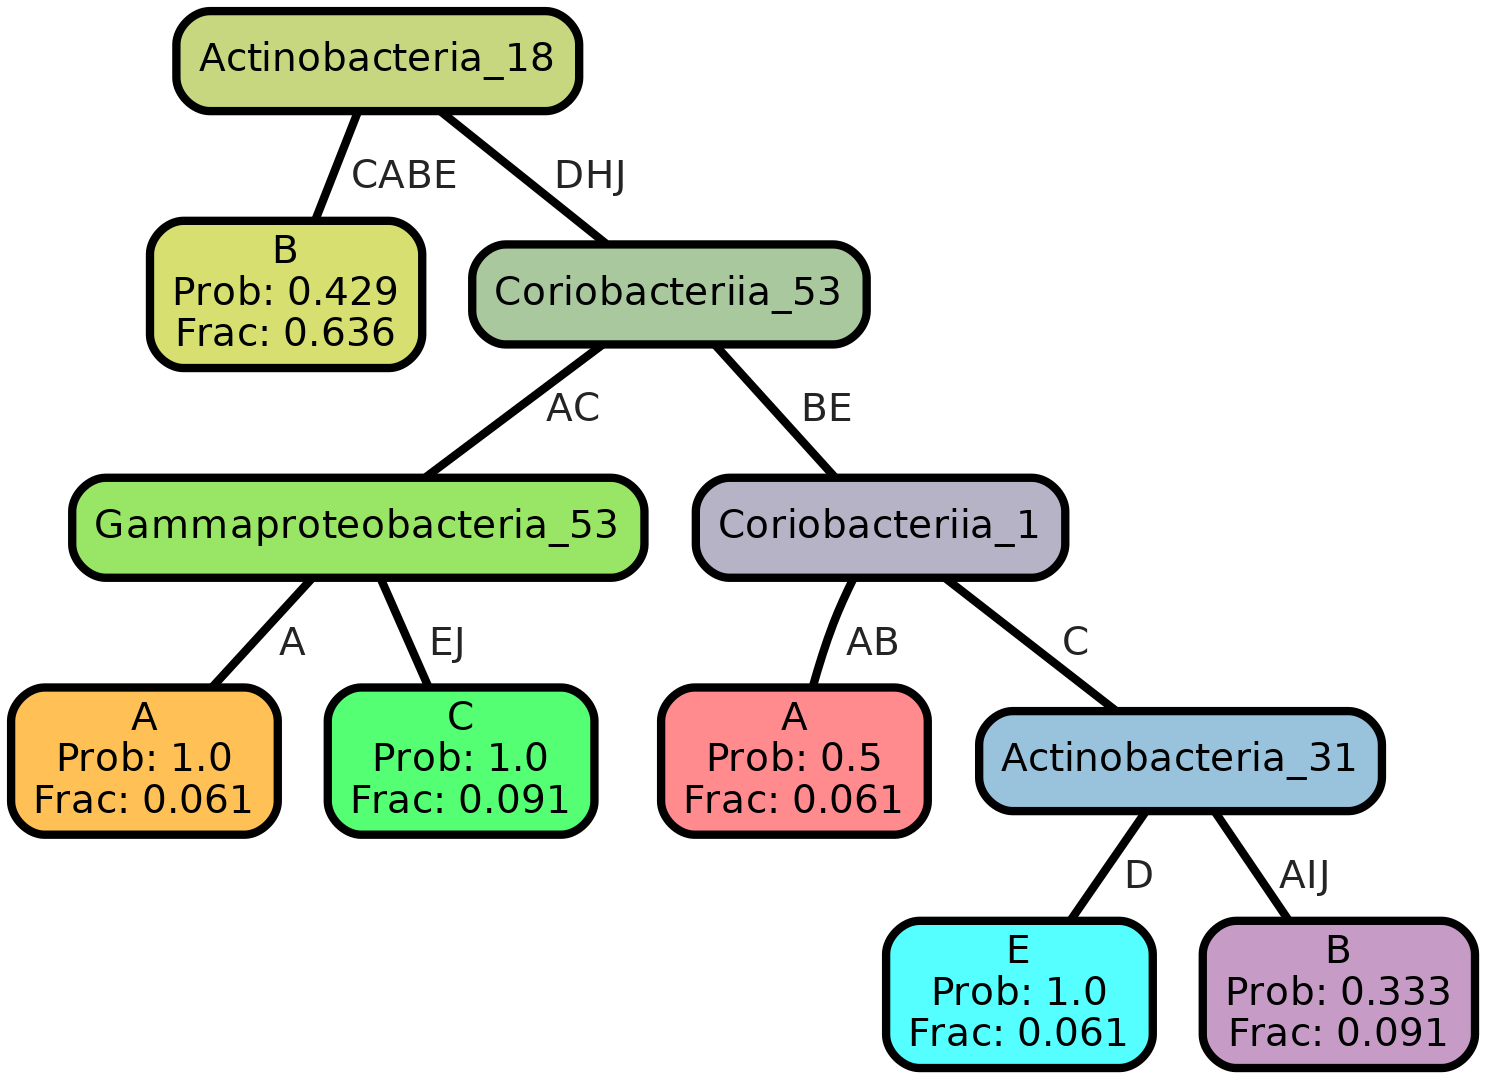 Actinobacteria_18
CABE
DHJ
B
Prob: 0.429
Frac: 0.636
Coriobacteriia_53
AC
BE
Gammaproteobacteria_53
Coriobacteriia_1
A
EJ
AB
C
A
Prob: 1.0
Frac: 0.061
C
Prob: 1.0
Frac: 0.091
A
Prob: 0.5
Frac: 0.061
Actinobacteria_31
D
AIJ
E
Prob: 1.0
Frac: 0.061
B
Prob: 0.333
Frac: 0.091